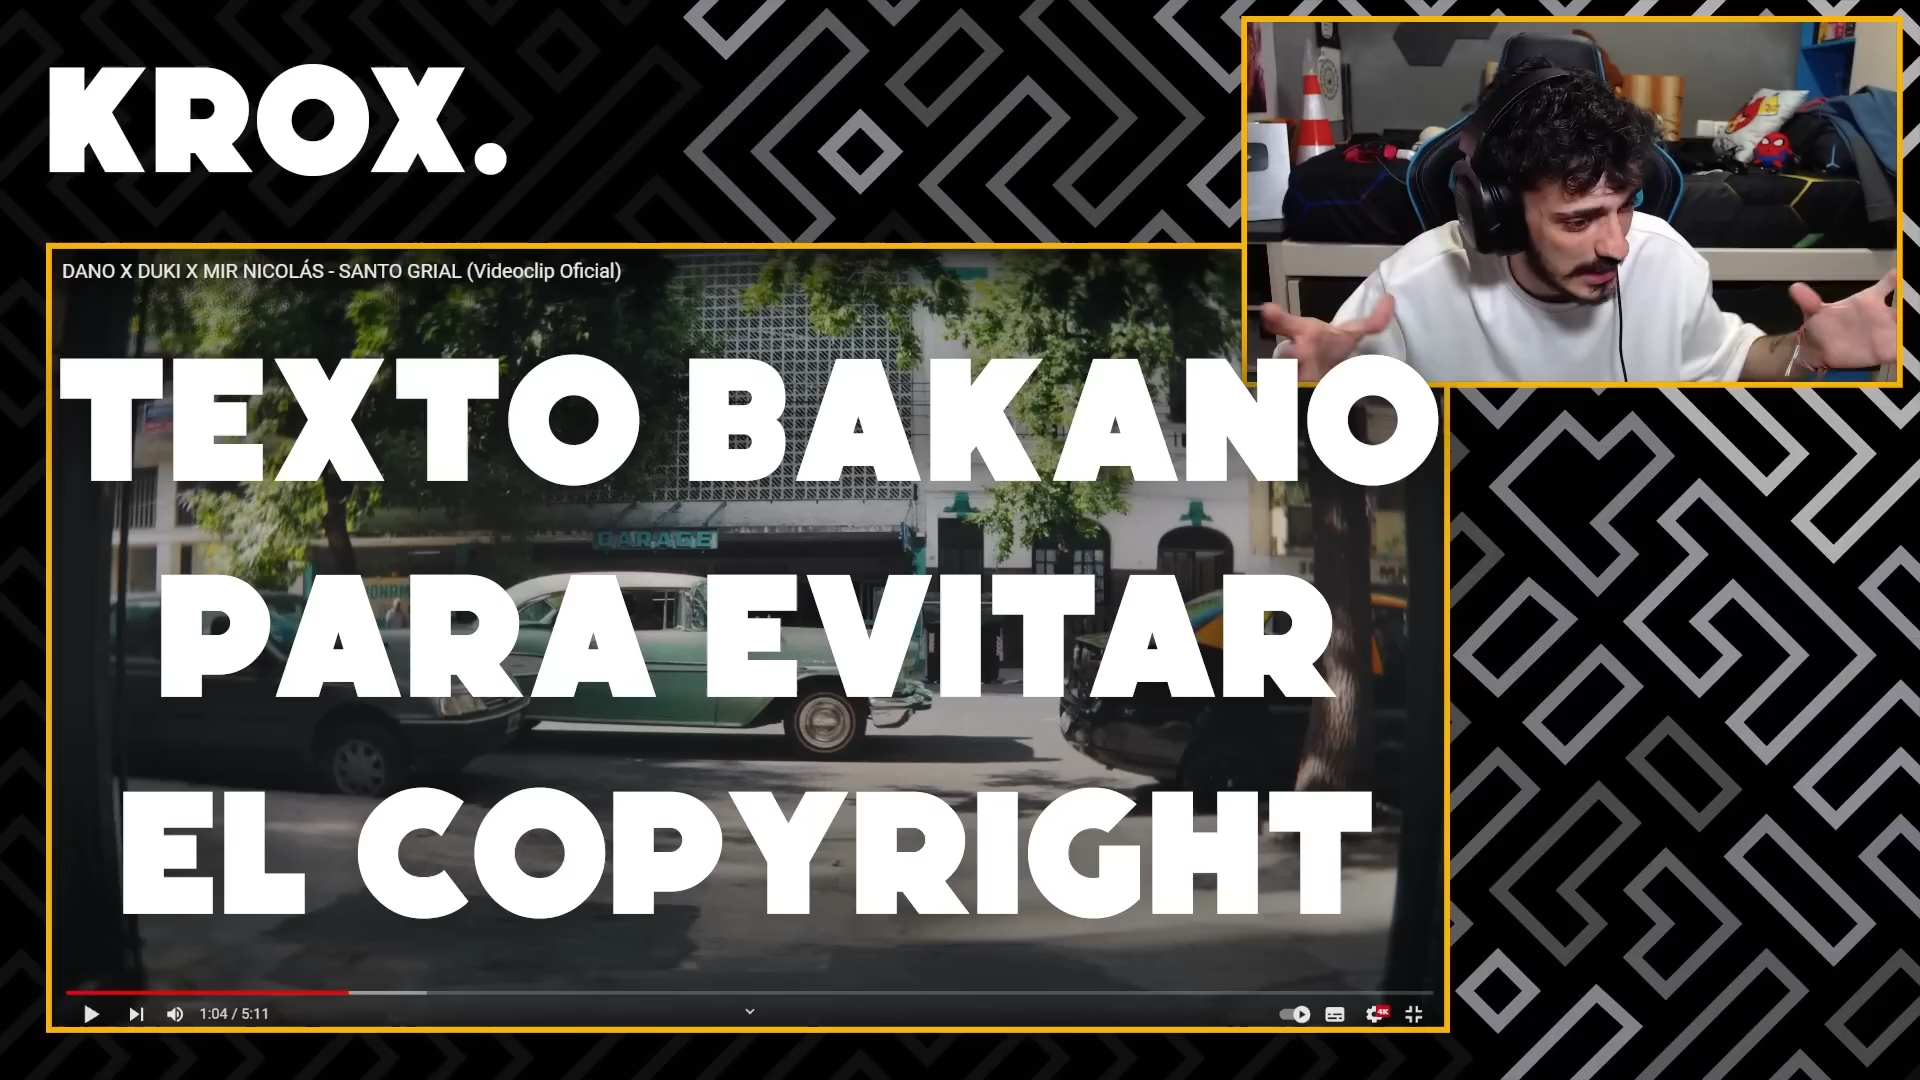 KROX.
DANO X DUKI X MIR NICOLÁS - SANTO GRIAL (Videoclip Oficial)
TEXTO BAKANO
GARAGE
PARA EVITAR
EL COPYRIGHT
1:04 / 5:11
4K